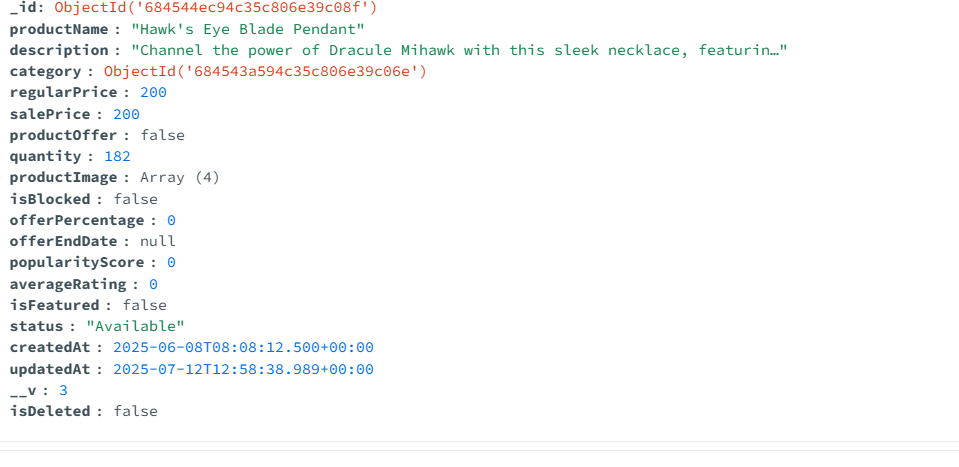 _id: ObjectId('684544ec94c35c806e39c08f')
productName : "Hawk's Eye Blade Pendant"
description : "Channel the power of Dracule Mihawk with this sleek necklace, featurin…"
category : ObjectId('684543a594c35c806e39c06e')
regularPrice : 200
salePrice : 200
productOffer : false
quantity : 182
productImage : Array (4)
isBlocked : false
offerPercentage : 0
offerEndDate : null
popularityScore : 0
averageRating : 0
isFeatured : false
status : "Available"
createdAt : 2025-06-08T08:08:12.500+00:00
updatedAt : 2025-07-12T12:58:38.989+00:00
__v : 3
isDeleted : false